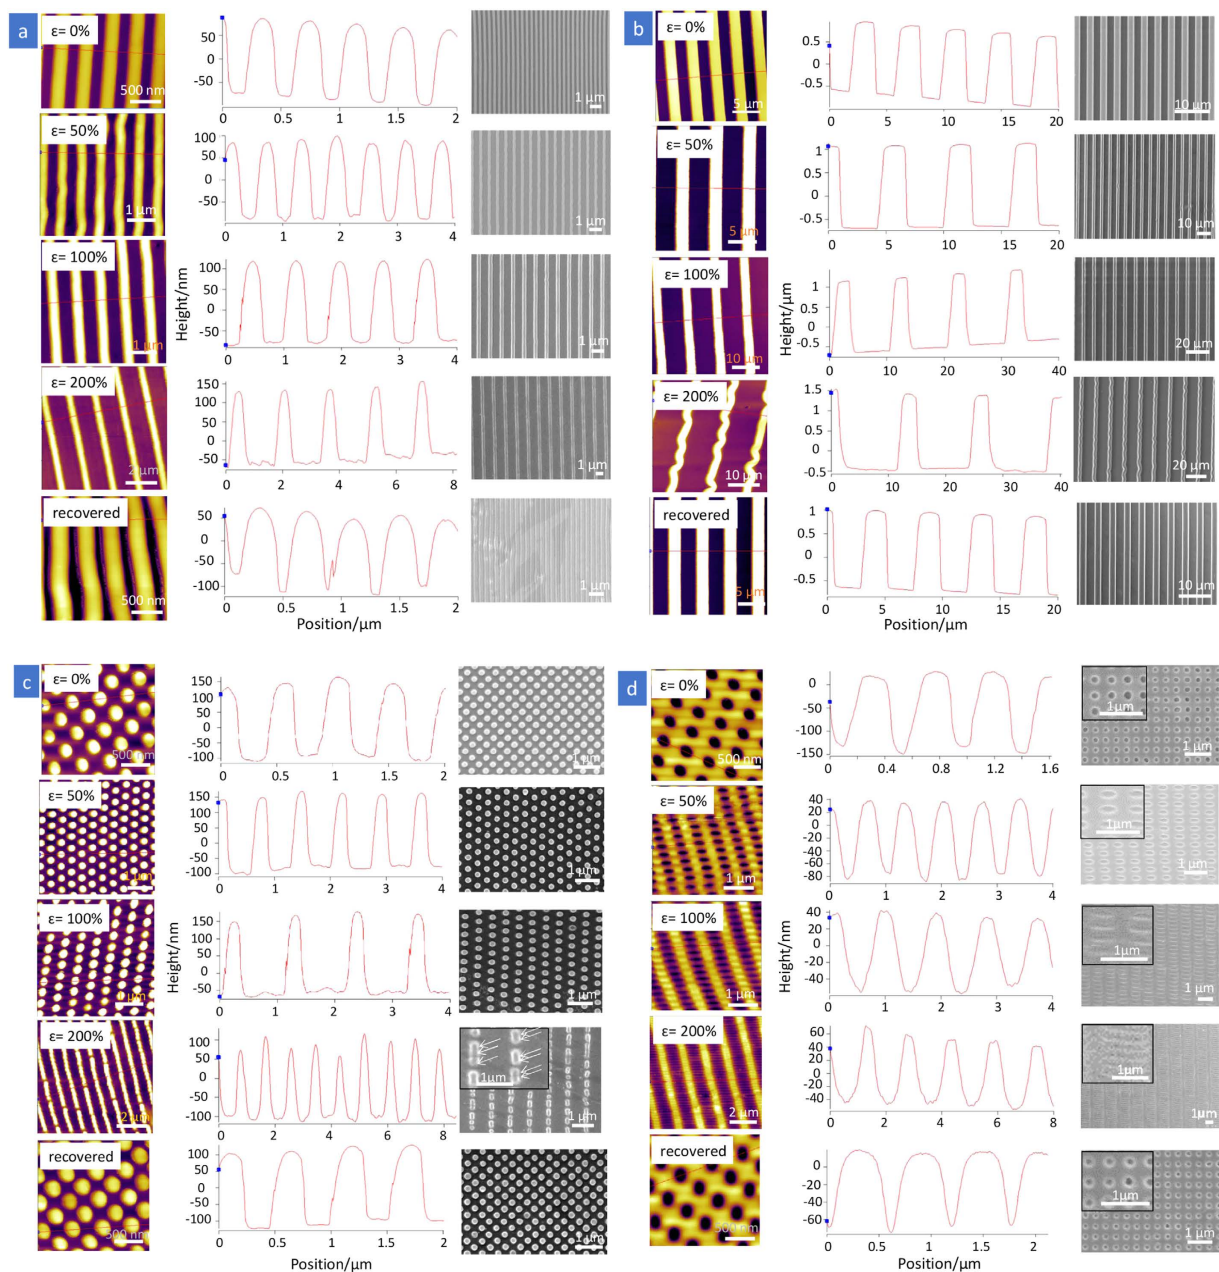 a
ε= 0%
500 nm
50
0
-50
0 0.5 1 1.5 2
1 µm
ε= 50%
1 µm
100
50
0
-50
0 1 2 3 4
1 µm
ε= 100%
1 µm
Height/nm
100
50
0
-50
0 1 2 3 4
1 µm
ε= 200%
2 µm
150
100
50
0
-50
0 2 4 6 8
1 µm
recovered
500 nm
50
0
-50
-100
0 0.5 1 1.5 2
1 µm
Position/µm
b
ε= 0%
5 µm
0.5
0
-0.5
0 5 10 15 20
10 µm
ε= 50%
5 µm
1
0.5
0
-0.5
0 5 10 15 20
10 µm
ε= 100%
10 µm
Height/µm
1
0.5
0
-0.5
0 10 20 30 40
20 µm
ε= 200%
10 µm
1.5
1
0.5
0
-0.5
0 10 20 30 40
20 µm
recovered
5 µm
1
0.5
0
-0.5
0 5 10 15 20
10 µm
Position/µm
c
ε= 0%
500 nm
150
100
50
0
-50
-100
0 0.5 1 1.5 2
1 µm
ε= 50%
1 µm
150
100
50
0
-50
-100
0 1 2 3 4
1 µm
ε= 100%
1 µm
Height/nm
150
100
50
0
-50
0 1 2 3 4
1 µm
ε= 200%
2 µm
100
50
0
-50
-100
0 2 4 6 8
1µm
1µm
recovered
500 nm
100
50
0
-50
-100
0 0.5 1 1.5 2
1 µm
Position/µm
d
ε= 0%
500 nm
0
-50
-100
-150
0 0.4 0.8 1.2 1.6
1µm
1 µm
ε= 50%
1 µm
40
20
0
-20
-40
-60
-80
0 1 2 3 4
1µm
1 µm
ε= 100%
1 µm
Height/nm
40
20
0
-20
-40
0 1 2 3 4
1µm
1 µm
ε= 200%
2 µm
60
40
20
0
-20
-40
0 2 4 6 8
1µm
1µm
recovered
500 nm
20
0
-20
-40
-60
0 0.5 1 1.5 2
1µm
1 µm
Position/µm